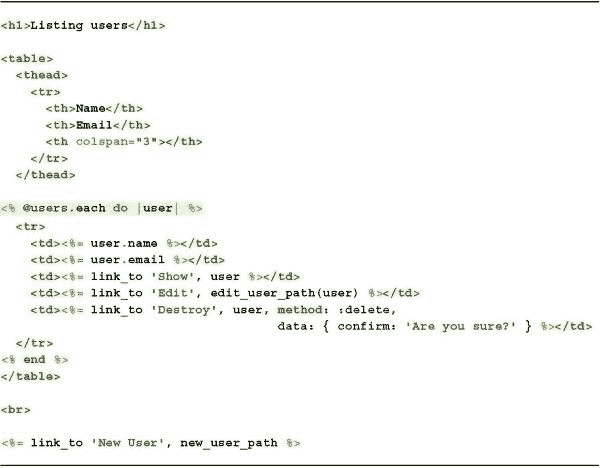 <h1>Listing users</h1>

<table>
  <thead>
    <tr>
      <th>Name</th>
      <th>Email</th>
      <th colspan="3"></th>
    </tr>
  </thead>

<% @users.each do |user| %>
  <tr>
    <td><%= user.name %></td>
    <td><%= user.email %></td>
    <td><%= link_to 'Show', user %></td>
    <td><%= link_to 'Edit', edit_user_path(user) %></td>
    <td><%= link_to 'Destroy', user, method: :delete,
                                     data: { confirm: 'Are you sure?' } %></td>
  </tr>
<% end %>
</table>

<br>

<%= link_to 'New User', new_user_path %>